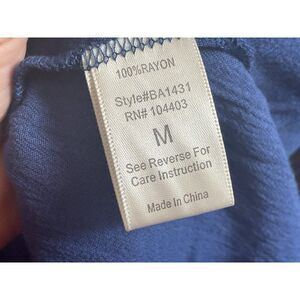 100%RAYON
Style#BA1431
RN# 104403
M
See Reverse For
Care Instruction
Made In China